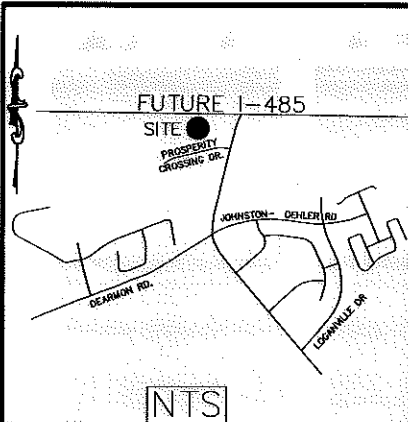 FUTURE I-485
SITE
PROSPERITY
CROSSING DR.
JOHNSTON- OEHLER RD
DEARMON RD.
LOGANVILLE DR
NTS